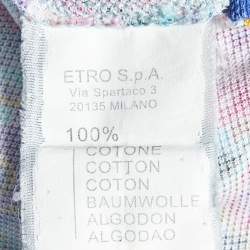 ETRO S.p.A.
Via Spartaco 3
20135 MILANO
100%
COTONE
COTTON
COTON
BAUMWOLLE
ALGODON
ALGODAO